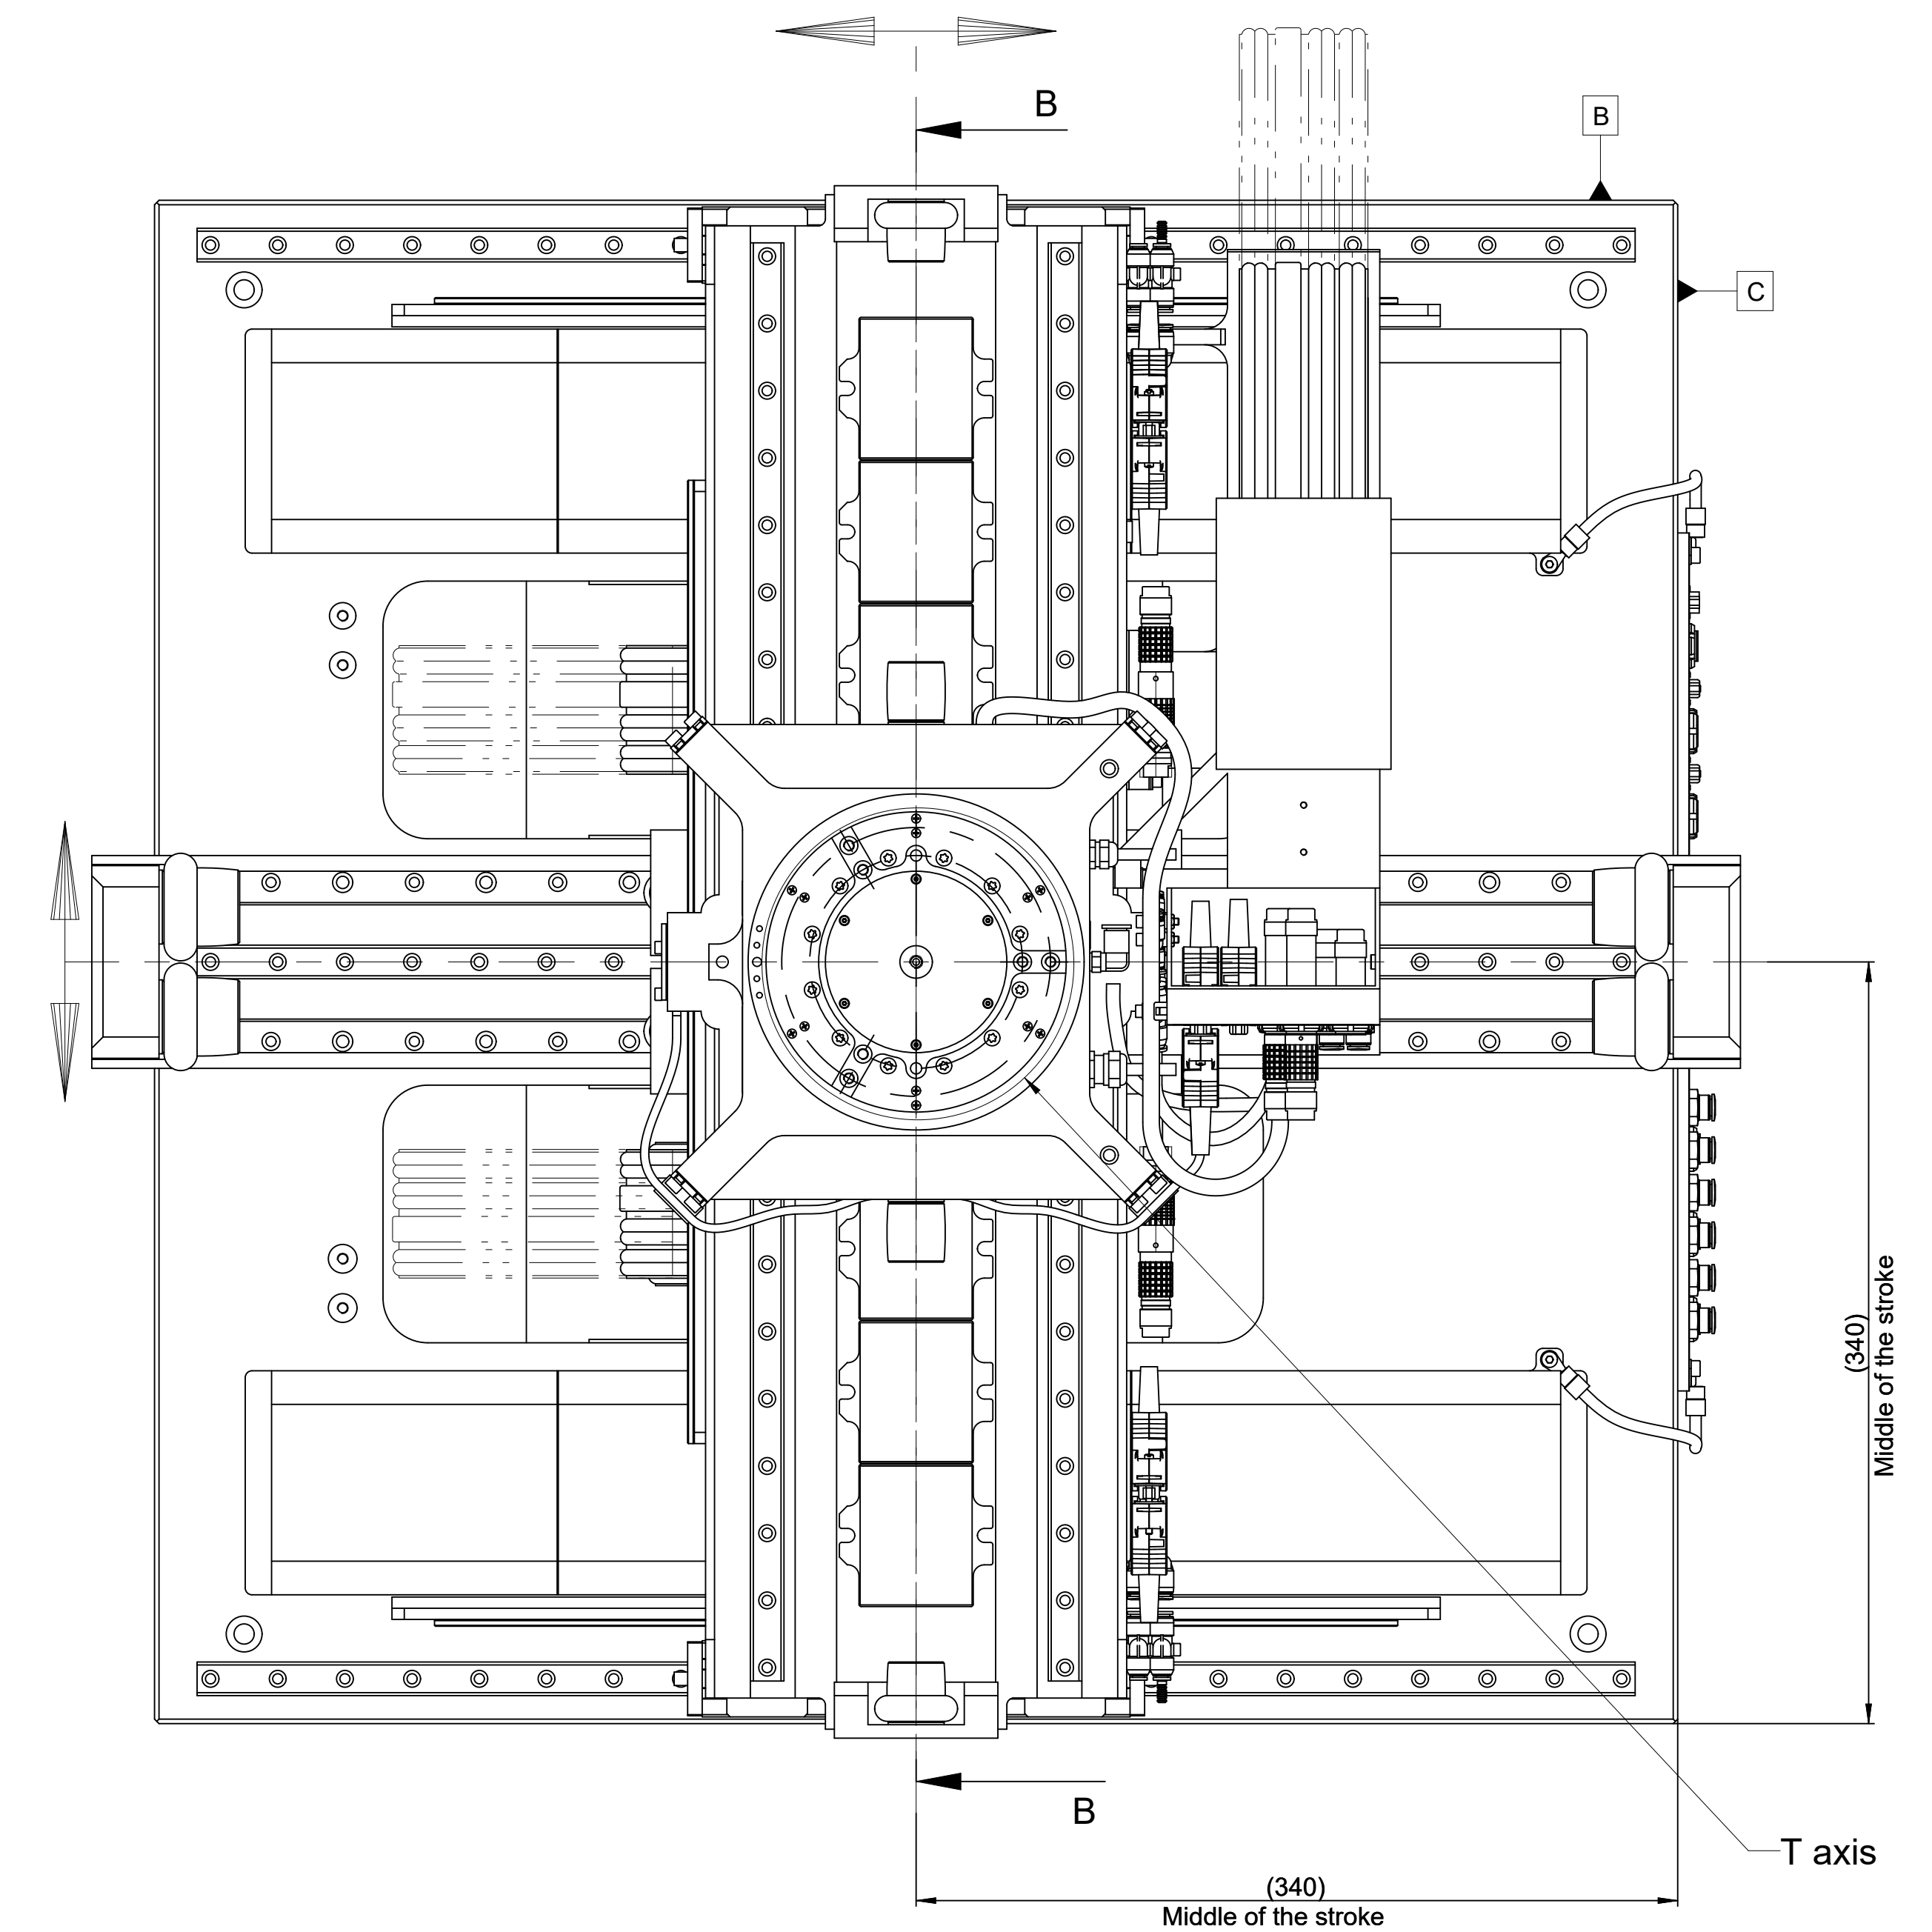 B
B
C
(340)
Middle of the stroke
B
T axis
(340)
Middle of the stroke